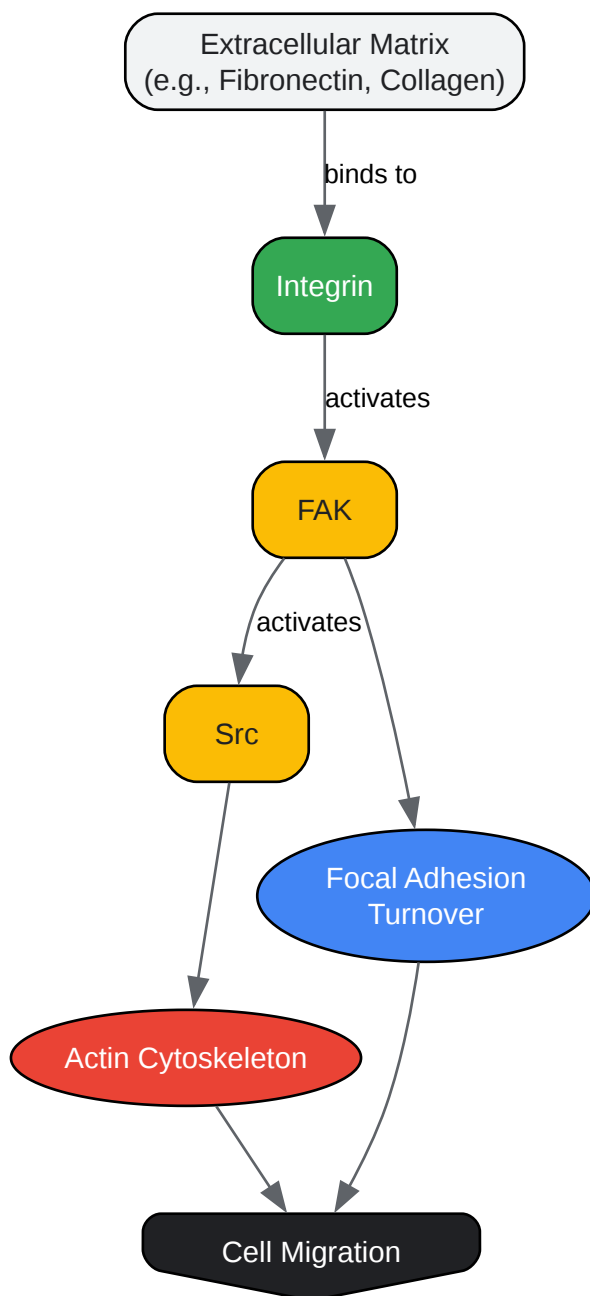 Extracellular Matrix
(e.g., Fibronectin, Collagen)
binds to
Integrin
activates
FAK
activates
Src
Focal Adhesion
Turnover
Actin Cytoskeleton
Cell Migration